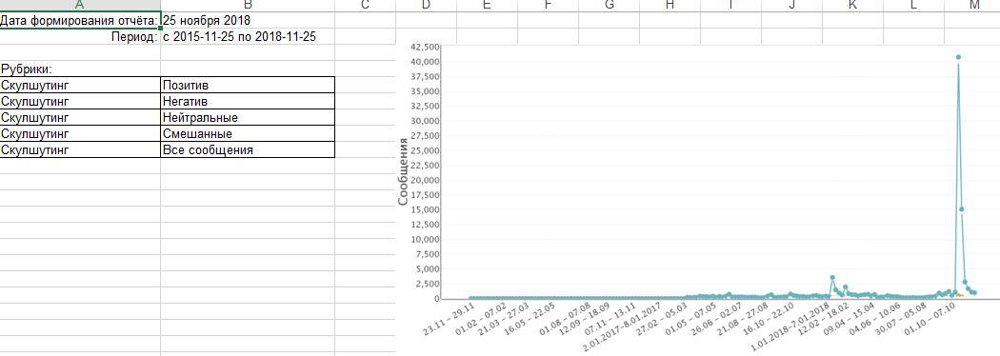 A B C D E F G H I J K L M
Дата формирования отчёта: 25 ноября 2018
Период: с 2015-11-25 по 2018-11-25
Рубрики:
Скулшутинг Позитив
Скулшутинг Негатив
Скулшутинг Нейтральные
Скулшутинг Смешанные
Скулшутинг Все сообщения
Сообщения
42,500
40,000
37,500
35,000
32,500
30,000
27,500
25,000
22,500
20,000
17,500
15,000
12,500
10,000
7,500
5,000
2,500
0
23.11 - 29.11
01.02 - 07.02
21.03 - 27.03
16.05 - 22.05
01.08 - 07.08
12.09 - 18.09
07.11 - 13.11
2.01.2017-8.01.2017
27.02 - 05.03
01.05 - 07.05
26.06 - 02.07
21.08 - 27.08
16.10 - 22.10
1.01.2018-7.01.2018
12.02 - 18.02
09.04 - 15.04
04.06 - 10.06
30.07 - 05.08
01.10 - 07.10